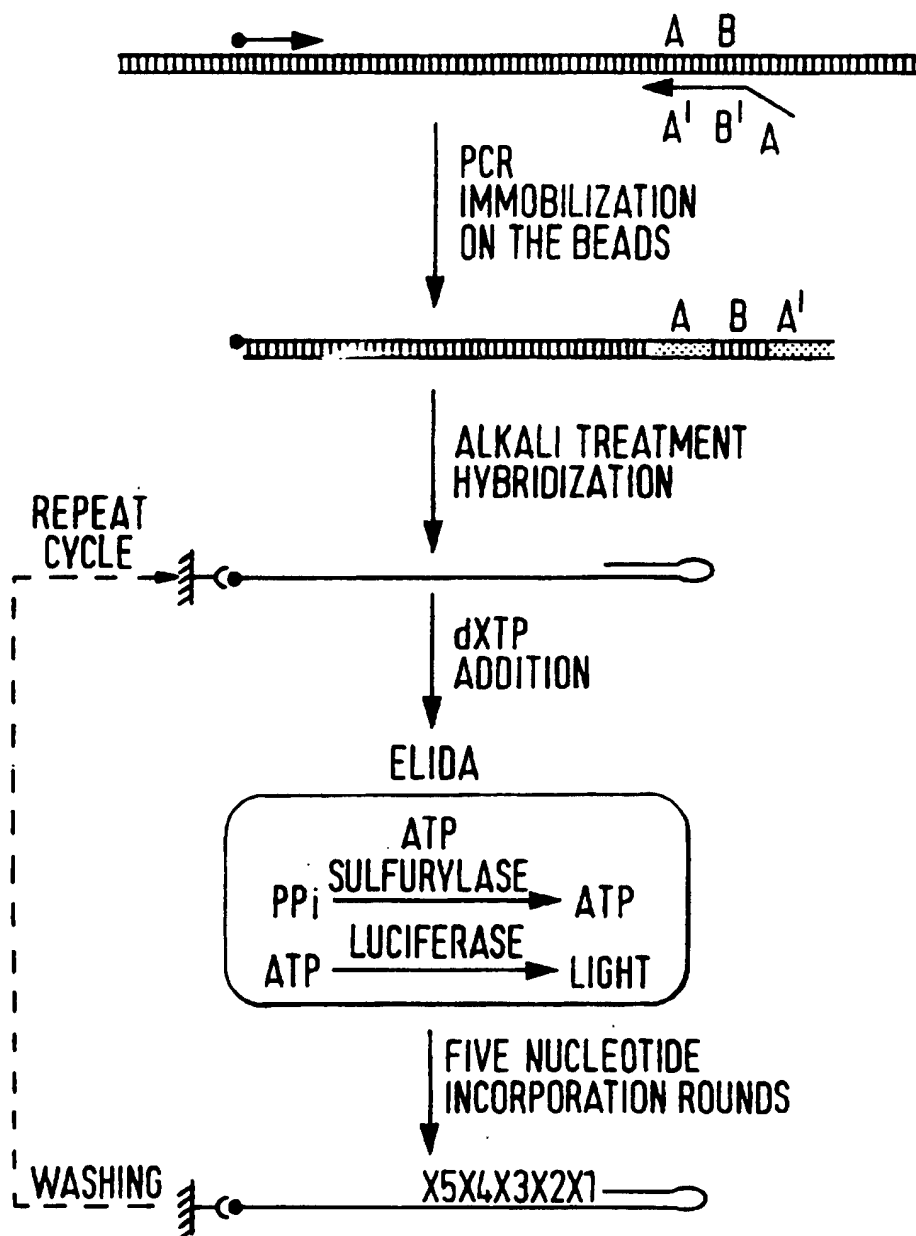 A B
A' B' A
PCR
IMMOBILIZATION
ON THE BEADS
A B A'
ALKALI TREATMENT
HYBRIDIZATION
REPEAT
CYCLE
dXTP
ADDITION
ELIDA
ATP
SULFURYLASE
PPi ATP
LUCIFERASE
ATP LIGHT
FIVE NUCLEOTIDE
INCORPORATION ROUNDS
WASHING
X5X4X3X2X1